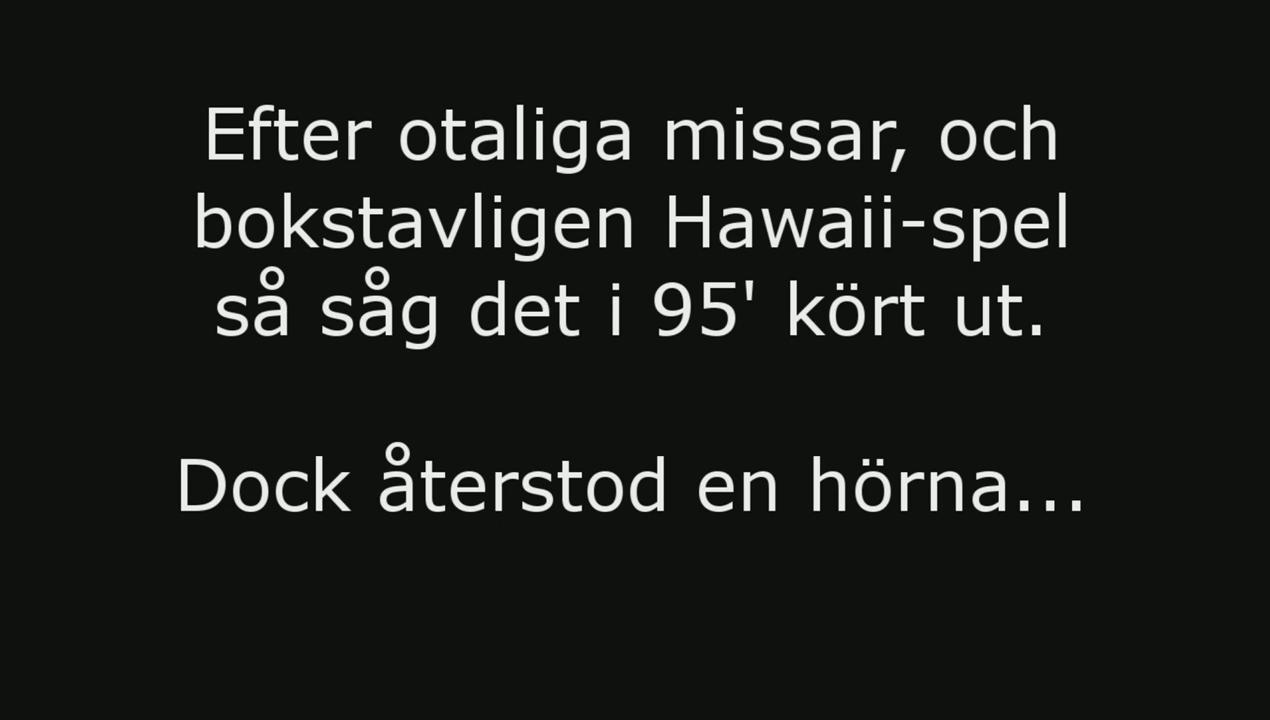 Efter otaliga missar, och
bokstavligen Hawaii-spel
så såg det i 95' kört ut.
Dock återstod en hörna...